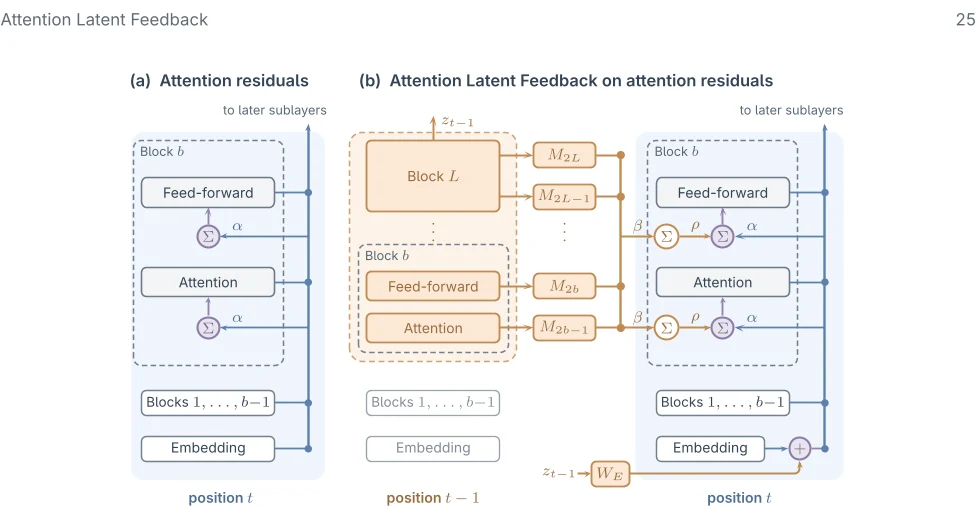 Attention Latent Feedback 25
(a) Attention residuals
(b) Attention Latent Feedback on attention residuals
to later sublayers
Block b
Feed-forward
Σ α
Attention
Σ α
Blocks 1, . . . , b−1
Embedding
position t
z_{t−1}
Block L
M_{2L}
M_{2L−1}
⋮ ⋮
Block b
Feed-forward
M_{2b}
Attention
M_{2b−1}
Blocks 1, . . . , b−1
Embedding
position t − 1
to later sublayers
Block b
Feed-forward
β Σ ρ Σ α
Attention
β Σ ρ Σ α
Blocks 1, . . . , b−1
Embedding +
z_{t−1} W_E
position t